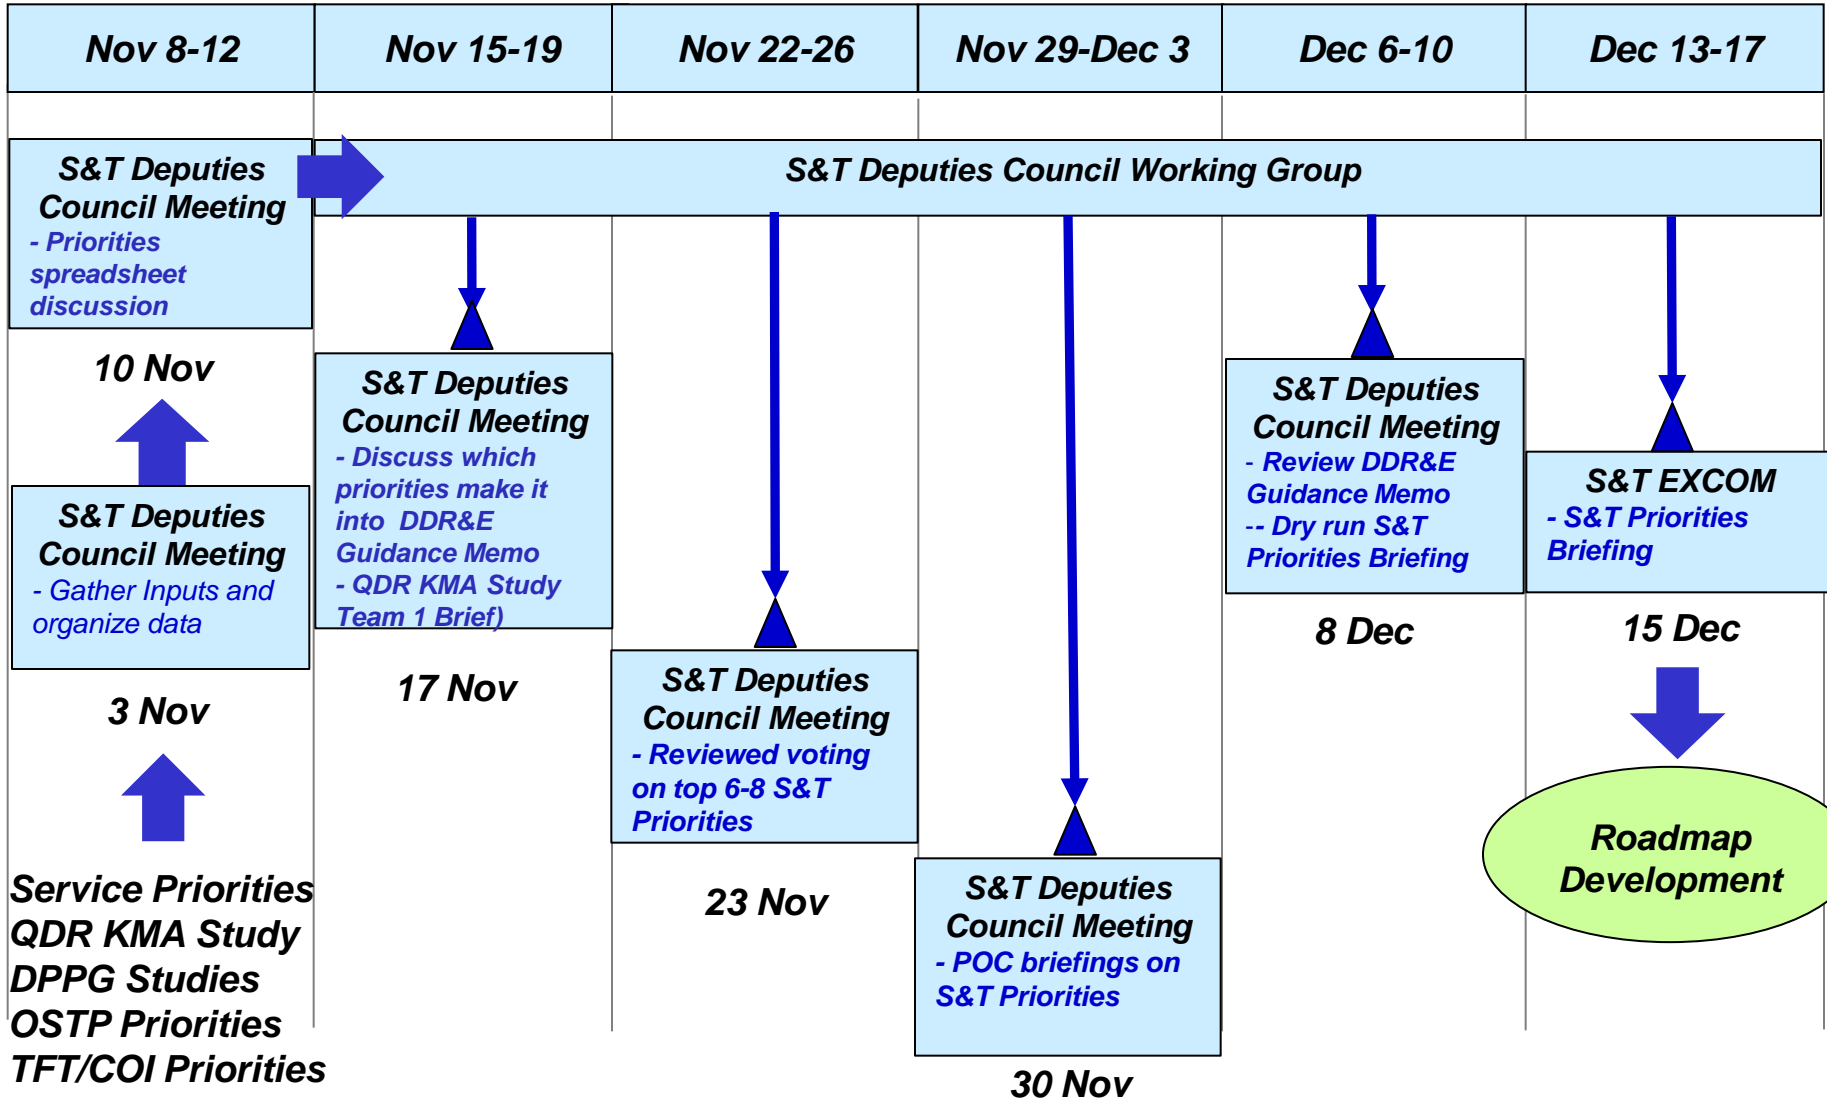 Nov 8-12
Nov 15-19
Nov 22-26
Nov 29-Dec 3
Dec 6-10
Dec 13-17
S&T Deputies Council Working Group
S&T Deputies
Council Meeting
- Priorities
spreadsheet
discussion
10 Nov
S&T Deputies
Council Meeting
- Gather Inputs and
organize data
3 Nov
Service Priorities
QDR KMA Study
DPPG Studies
OSTP Priorities
TFT/COI Priorities
S&T Deputies
Council Meeting
- Discuss which
priorities make it
into DDR&E
Guidance Memo
- QDR KMA Study
Team 1 Brief)
17 Nov
S&T Deputies
Council Meeting
- Reviewed voting
on top 6-8 S&T
Priorities
23 Nov
S&T Deputies
Council Meeting
- POC briefings on
S&T Priorities
30 Nov
S&T Deputies
Council Meeting
- Review DDR&E
Guidance Memo
-- Dry run S&T
Priorities Briefing
8 Dec
S&T EXCOM
- S&T Priorities
Briefing
15 Dec
Roadmap
Development